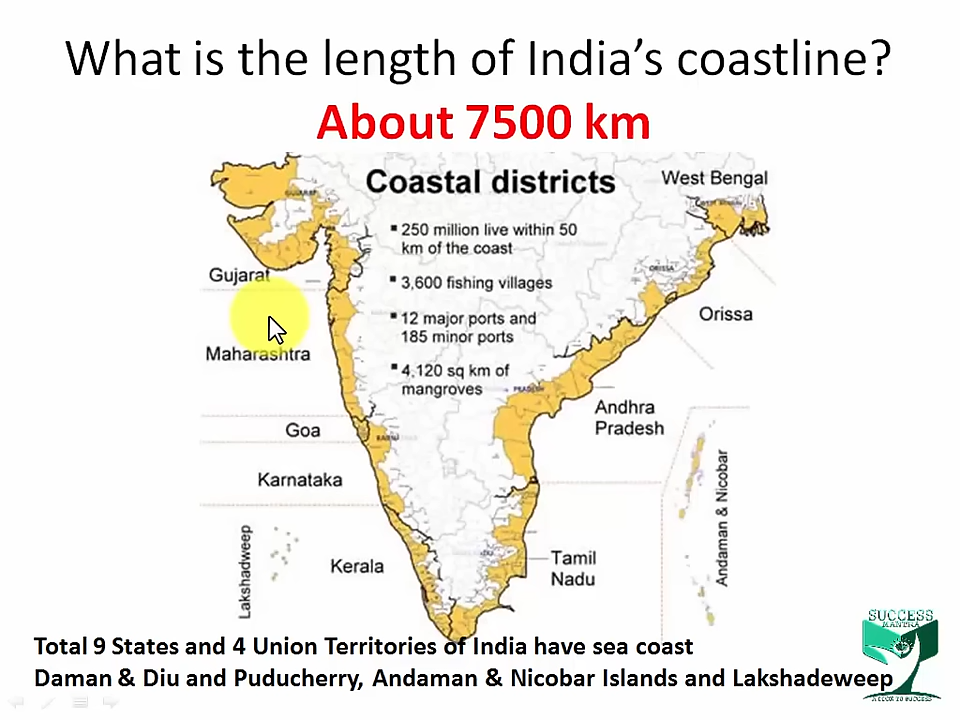 What is the length of India's coastline?
About 7500 km
Coastal districts
West Bengal
▪ 250 million live within 50
km of the coast
▪ 3,600 fishing villages
▪ 12 major ports and
185 minor ports
▪ 4,120 sq km of
mangroves
Gujarat
Maharashtra
Goa
Karnataka
Kerala
Lakshadweep
ORISSA
Orissa
PRADESH
Andhra
Pradesh
Tamil
Nadu
Andaman & Nicobar
Total 9 States and 4 Union Territories of India have sea coast
Daman & Diu and Puducherry, Andaman & Nicobar Islands and Lakshadeweep
SUCCESS
MANTRA